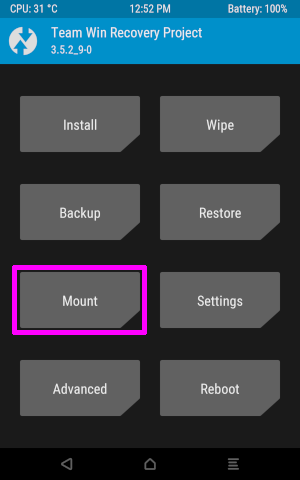 CPU: 31 °C 12:52 PM Battery: 100%
Team Win Recovery Project
3.5.2_9-0
Install Wipe
Backup Restore
Mount Settings
Advanced Reboot